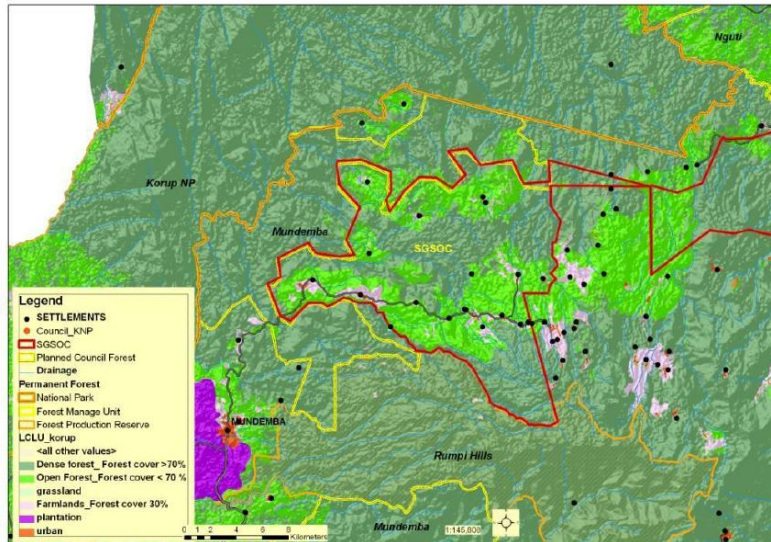 Nguti
Korup NP
Mundemba
SGSOC
Legend
SETTLEMENTS
Council_KNP
SGSOC
Planned Council Forest
Drainage
Permanent Forest
National Park
Forest Manage Unit
Forest Production Reserve
LCLU_korup
<all other values>
Dense forest_ Forest cover >70%
Open Forest_Forest cover < 70 %
grassland
Farmlands_Forest cover 30%
plantation
urban
MUNDEMBA
Rumpi Hills
Mundemba
0 1 2 4 6 8
Kilometers
1:145,808